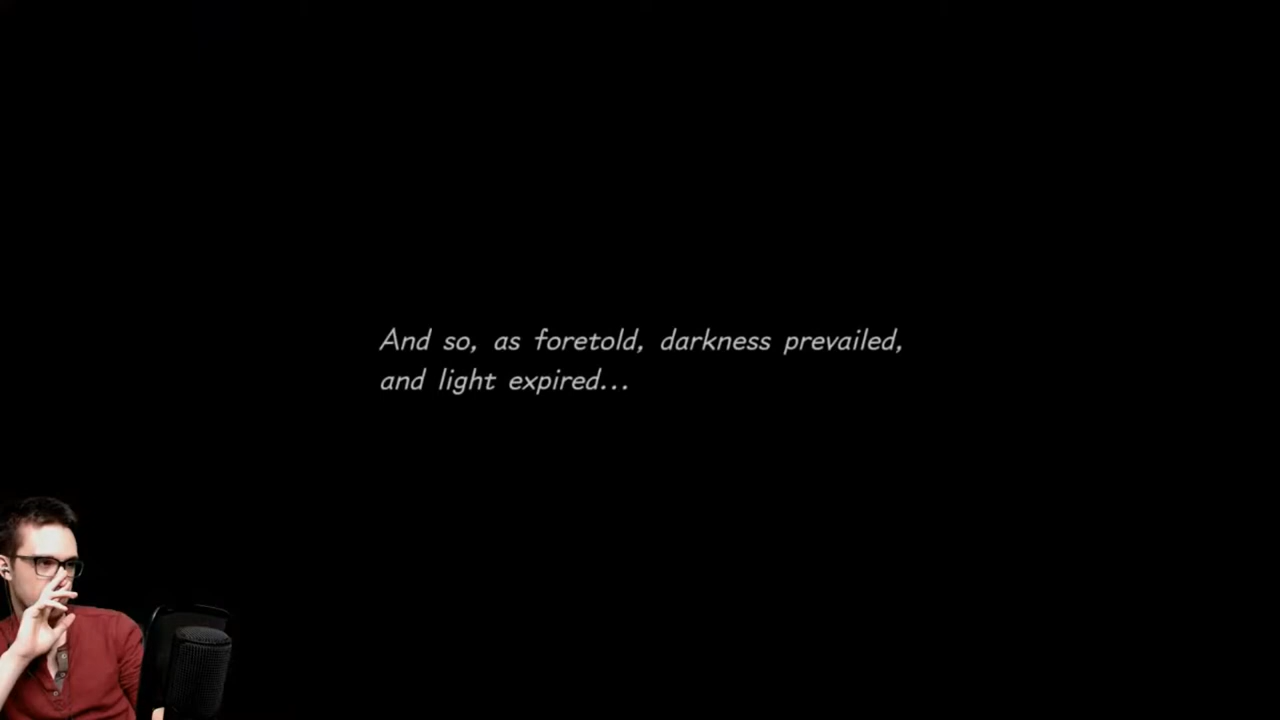 And so, as foretold, darkness prevailed,
and light expired...